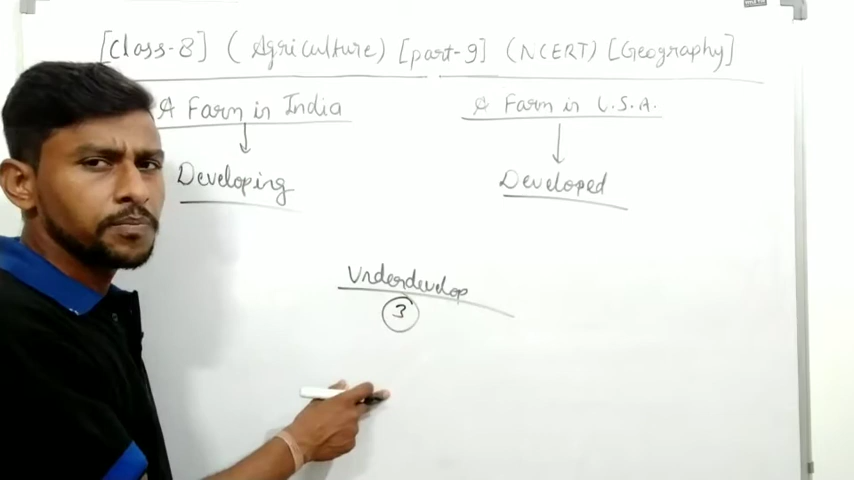 [Class-8] (Agriculture) [part-9] (NCERT) [Geography]
A Farm in India
A Farm in U.S.A.
Developing
Developed
Underdevelop
3